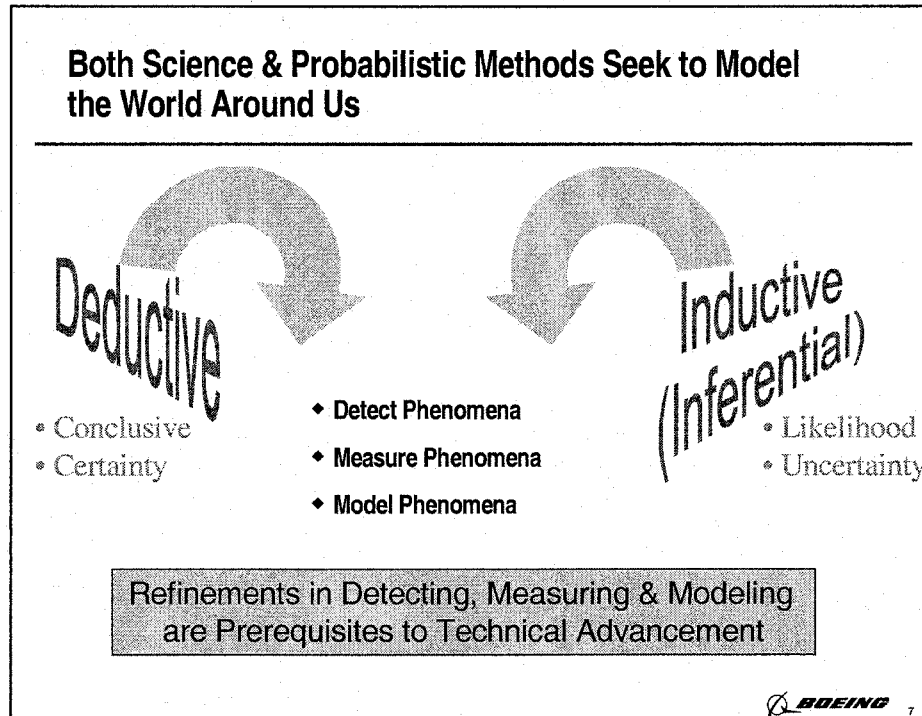 Both Science & Probabilistic Methods Seek to Model
the World Around Us
Deductive
• Conclusive
• Certainty
◆ Detect Phenomena
◆ Measure Phenomena
◆ Model Phenomena
Inductive
(Inferential)
• Likelihood
• Uncertainty
Refinements in Detecting, Measuring & Modeling
are Prerequisites to Technical Advancement
BOEING
7